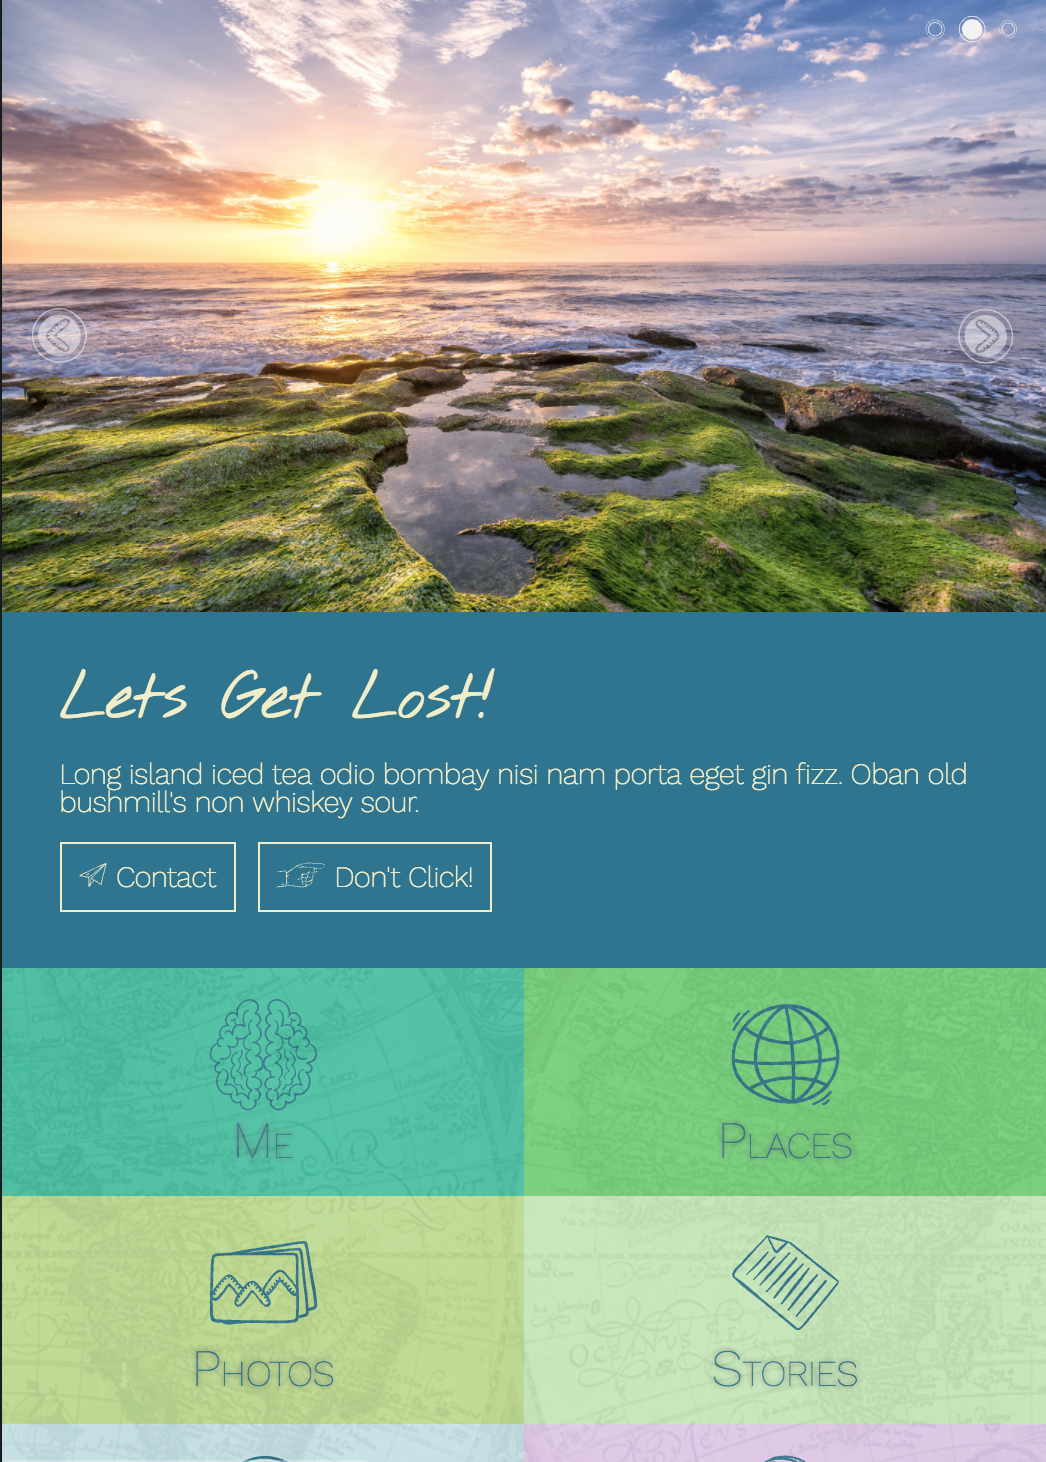 Lets Get Lost!
Long island iced tea odio bombay nisi nam porta eget gin fizz. Oban old
bushmill's non whiskey sour.
Contact
Don't Click!
Me
Places
Photos
Stories